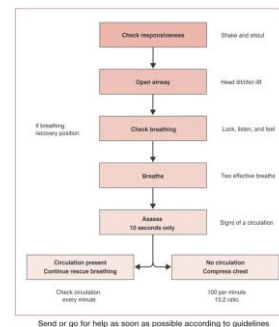 Check responsiveness
Shake and shout
Open airway
Head tilt/chin lift
If breathing:
recovery position
Check breathing
Look, listen, and feel
Breathe
Two effective breaths
Assess
10 seconds only
Signs of a circulation
Circulation present
Continue rescue breathing
No circulation
Compress chest
Check circulation
every minute
100 per minute
15:2 ratio
Send or go for help as soon as possible according to guidelines